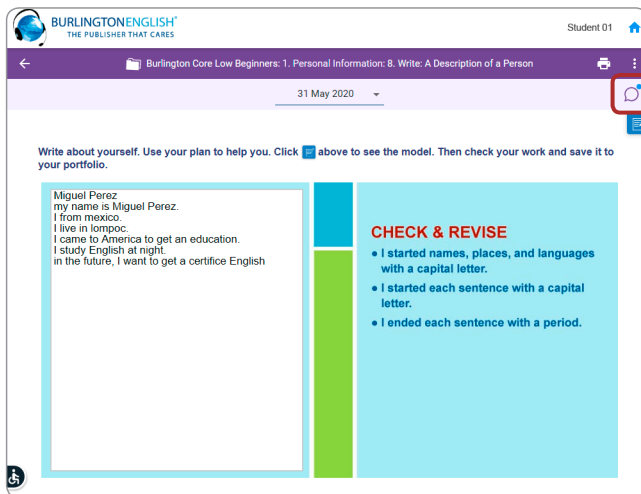 BURLINGTONENGLISH®
THE PUBLISHER THAT CARES
Student 01
Burlington Core Low Beginners: 1. Personal Information: 8. Write: A Description of a Person
31 May 2020
Write about yourself. Use your plan to help you. Click above to see the model. Then check your work and save it to
your portfolio.
Miguel Perez
my name is Miguel Perez.
I from mexico.
I live in lompoc.
I came to America to get an education.
I study English at night.
in the future, I want to get a certifice English
CHECK & REVISE
• I started names, places, and languages
with a capital letter.
• I started each sentence with a capital
letter.
• I ended each sentence with a period.